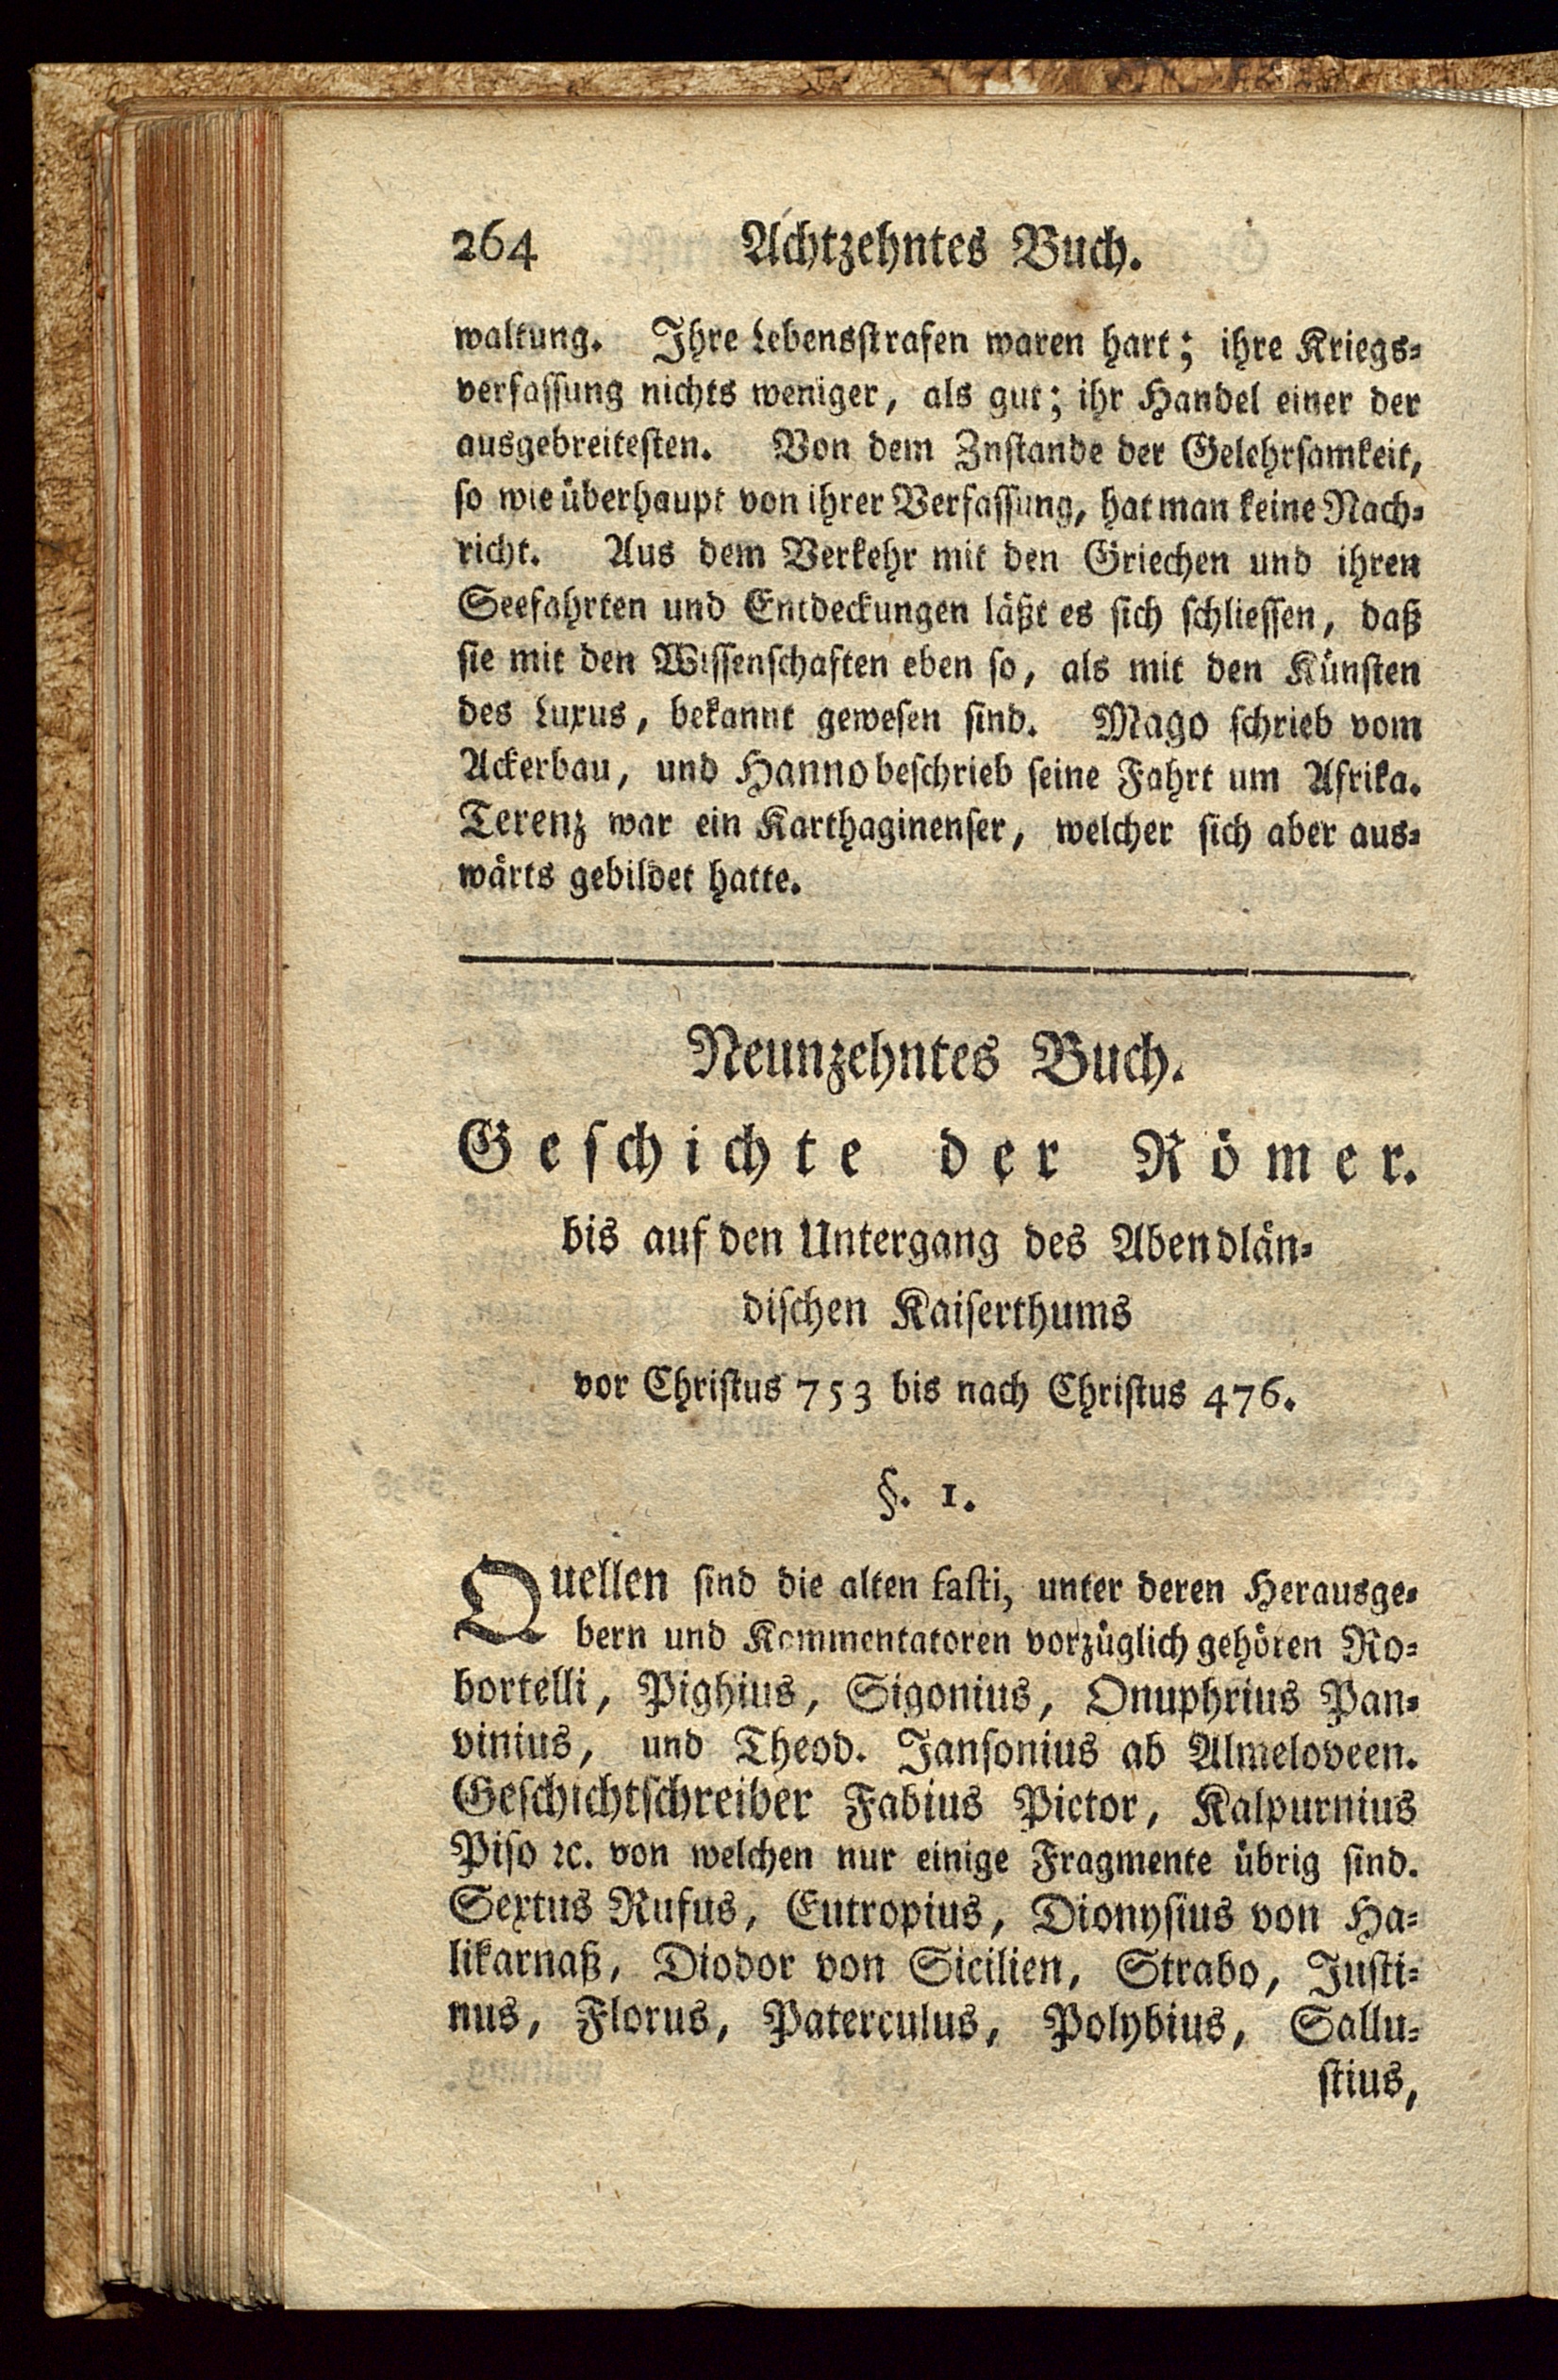 264 Achtzehntes Buch.
waltung. Ihre Lebensstrafen waren hart; ihre Kriegs-
verfassung nichts weniger, als gut; ihr Handel einer der
ausgebreitesten. Von dem Znstande der Gelehrsamkeit,
so wie überhaupt von ihrer Verfassung, hat man keine Nach-
richt. Aus dem Verkehr mit den Griechen und ihren
Seefahrten und Entdeckungen läßt es sich schliessen, daß
sie mit den Wissenschaften eben so, als mit den Künsten
des Luxus, bekannt gewesen sind. Mago schrieb vom
Ackerbau, und Hanno beschrieb seine Fahrt um Afrika.
Terenz war ein Karthaginenser, welcher sich aber aus-
wärts gebildet hatte.
Neunzehntes Buch.
Geschichte der Römer.
bis auf den Untergang des Abendlän-
dischen Kaiserthums
vor Christus 753 bis nach Christus 476.
§. 1.
Quellen sind die alten fasti, unter deren Herausge-
bern und Kommentatoren vorzüglich gehören Ro-
bortelli, Pighius, Sigonius, Onuphrius Pan-
vinius, und Theod. Jansonius ab Almeloveen.
Geschichtschreiber Fabius Pictor, Kalpurnius
Piso ꝛc. von welchen nur einige Fragmente übrig sind.
Sextus Rufus, Eutropius, Dionysius von Ha-
likarnaß, Diodor von Sicilien, Strabo, Justi-
nus, Florus, Paterculus, Polybius, Sallu-
stius,